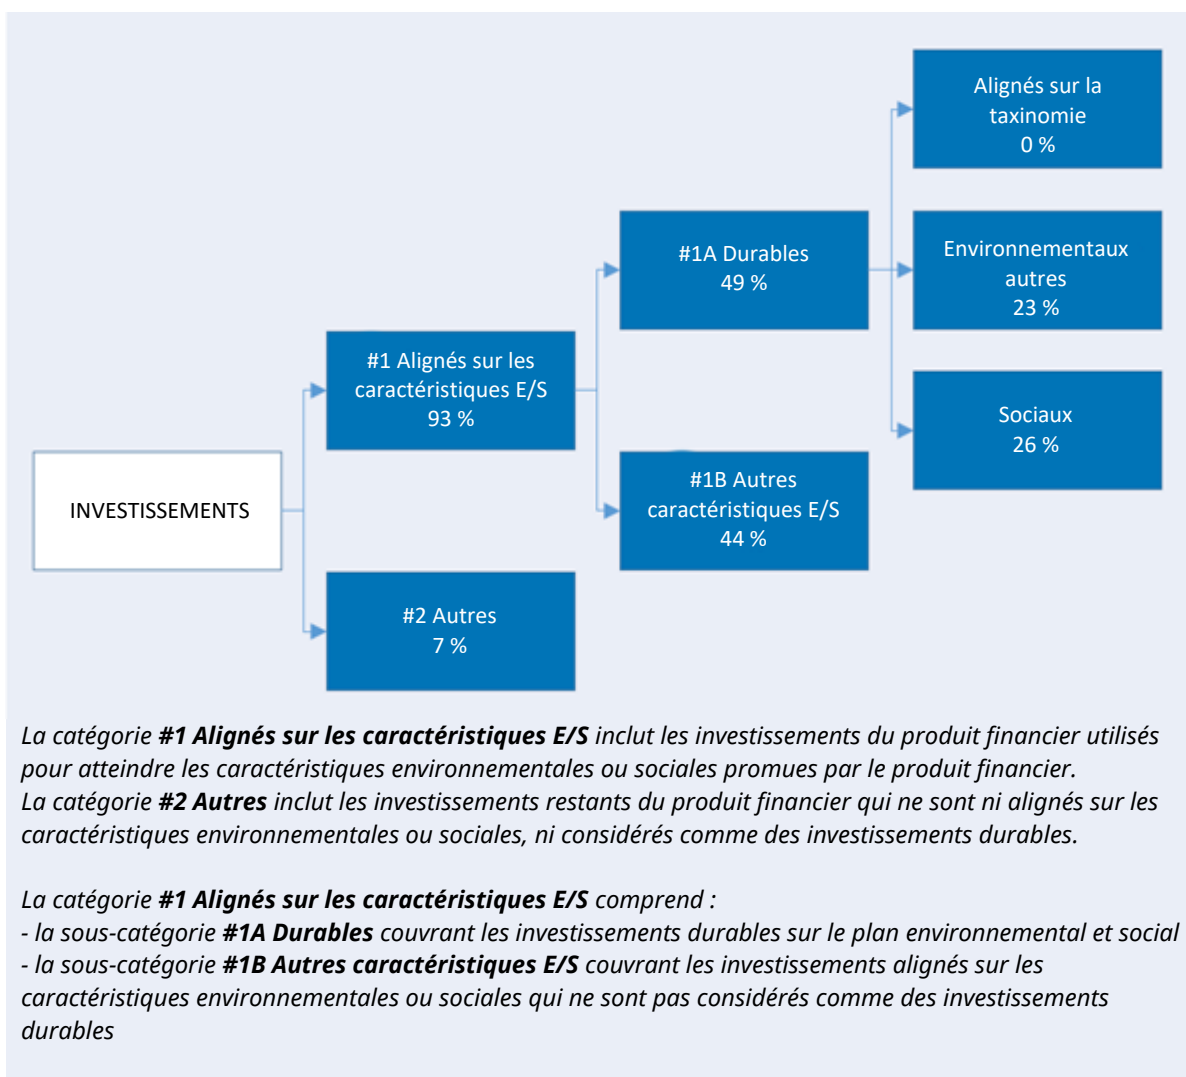 Alignés sur la
taxinomie
0 %
#1A Durables
49 %
Environnementaux
autres
23 %
#1 Alignés sur les
caractéristiques E/S
93 %
Sociaux
26 %
INVESTISSEMENTS
#1B Autres
caractéristiques E/S
44 %
#2 Autres
7 %
La catégorie #1 Alignés sur les caractéristiques E/S inclut les investissements du produit financier utilisés
pour atteindre les caractéristiques environnementales ou sociales promues par le produit financier.
La catégorie #2 Autres inclut les investissements restants du produit financier qui ne sont ni alignés sur les
caractéristiques environnementales ou sociales, ni considérés comme des investissements durables.
La catégorie #1 Alignés sur les caractéristiques E/S comprend :
- la sous-catégorie #1A Durables couvrant les investissements durables sur le plan environnemental et social
- la sous-catégorie #1B Autres caractéristiques E/S couvrant les investissements alignés sur les
caractéristiques environnementales ou sociales qui ne sont pas considérés comme des investissements
durables